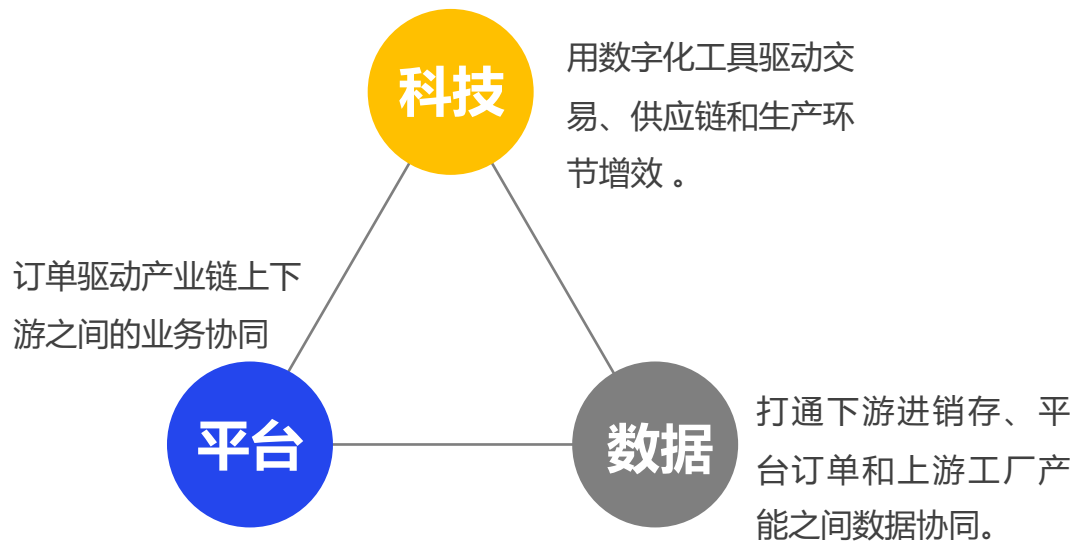 科技
用数字化工具驱动交
易、供应链和生产环
节增效 。
订单驱动产业链上下
游之间的业务协同
平台
数据
打通下游进销存、平
台订单和上游工厂产
能之间数据协同。